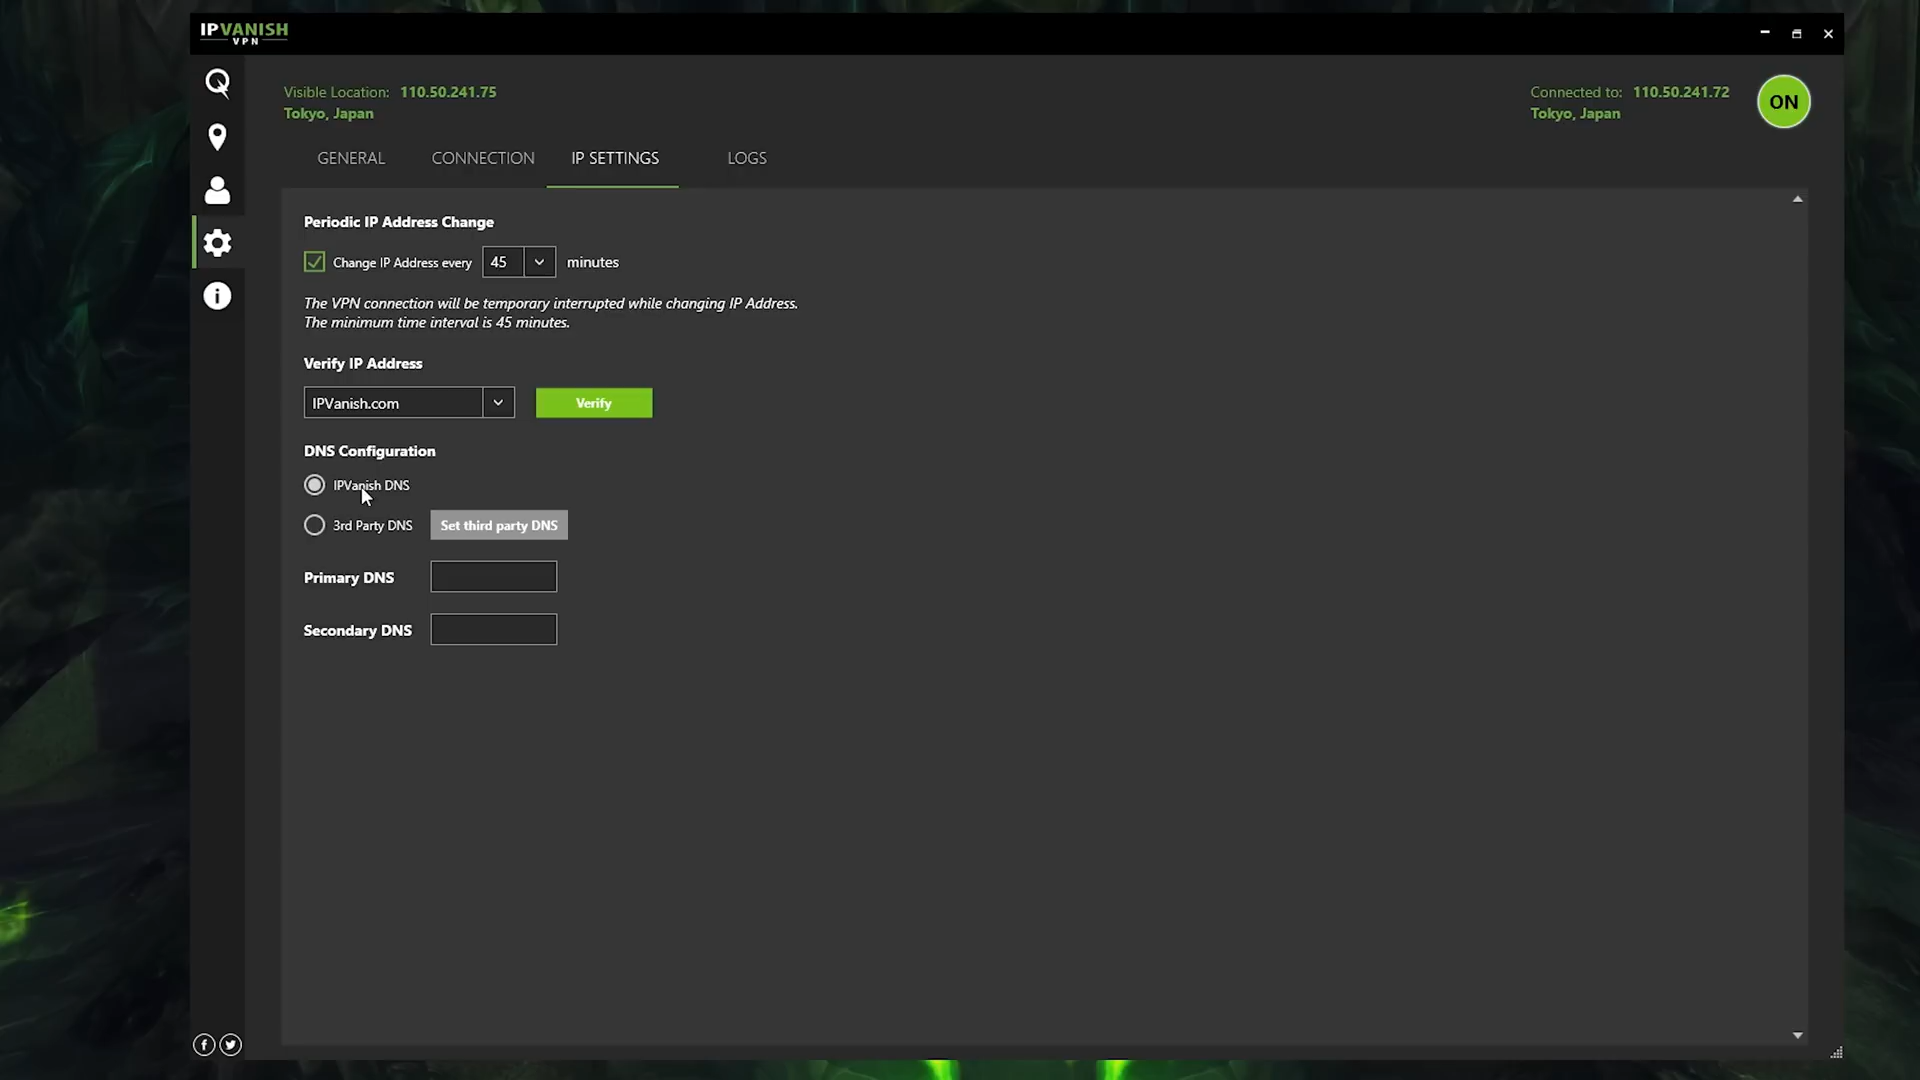 IPVANISH
VPN
Visible Location: 110.50.241.75
Tokyo, Japan
Connected to: 110.50.241.72
Tokyo, Japan
ON
GENERAL CONNECTION IP SETTINGS LOGS
Periodic IP Address Change
Change IP Address every 45 minutes
The VPN connection will be temporary interrupted while changing IP Address.
The minimum time interval is 45 minutes.
Verify IP Address
IPVanish.com Verify
DNS Configuration
IPVanish DNS
3rd Party DNS Set third party DNS
Primary DNS
Secondary DNS